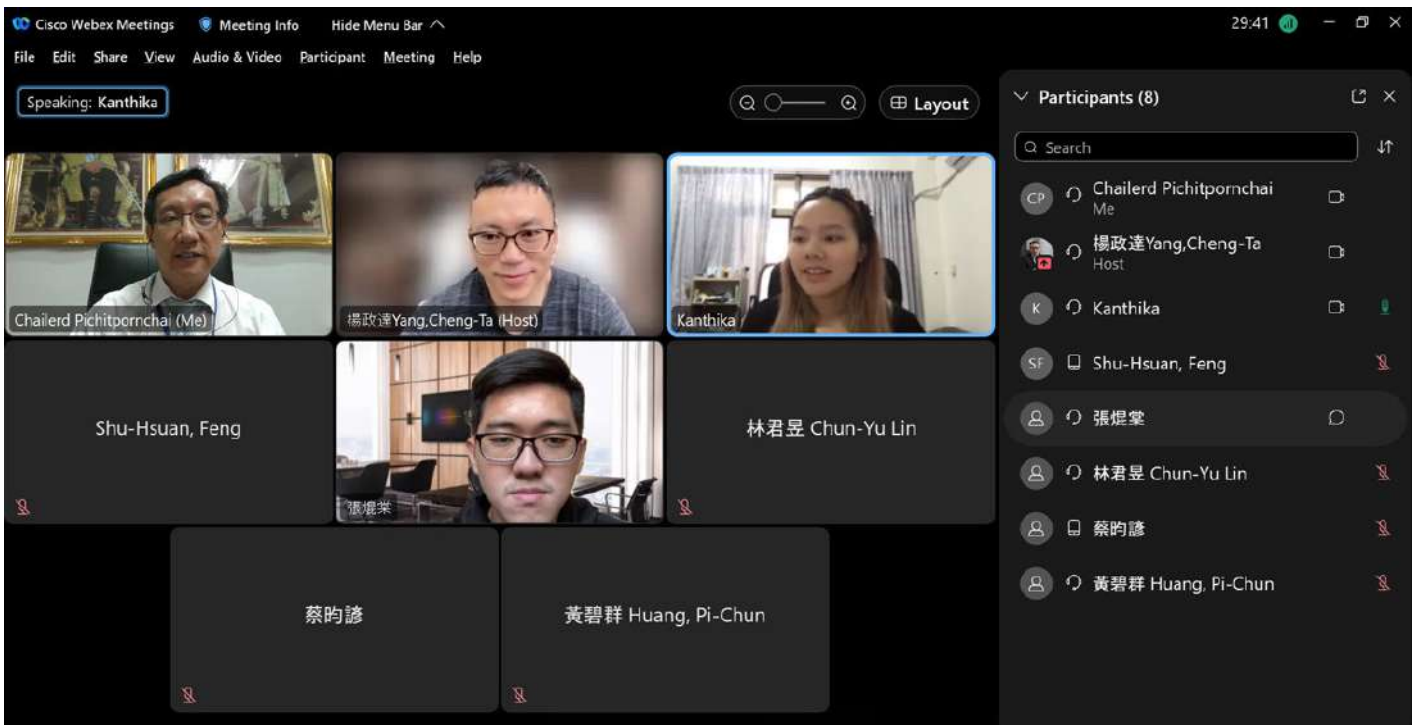 Cisco Webex Meetings Meeting Info Hide Menu Bar 29:41
File Edit Share View Audio & Video Participant Meeting Help
Speaking: Kanthika
Layout
Chailerd Pichitpornchai (Me)
楊政達Yang,Cheng-Ta (Host)
Kanthika
Shu-Hsuan, Feng
張焜棠
林君昱 Chun-Yu Lin
蔡昀諺
黃碧群 Huang, Pi-Chun
Participants (8)
Search
CP Chailerd Pichitpornchai
Me
楊政達Yang,Cheng-Ta
Host
K Kanthika
SF Shu-Hsuan, Feng
張焜棠
林君昱 Chun-Yu Lin
蔡昀諺
黃碧群 Huang, Pi-Chun